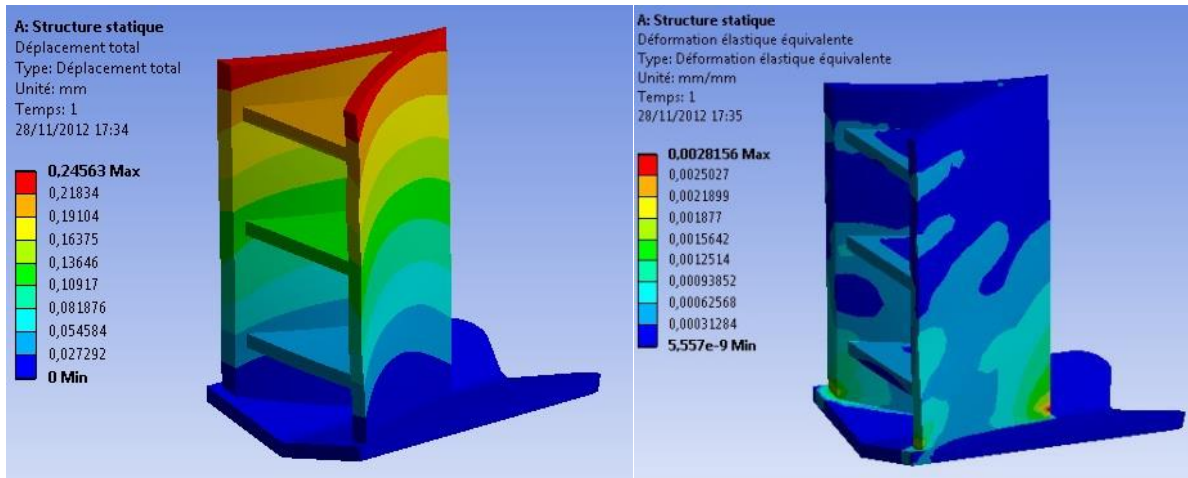 A: Structure statique
Déplacement total
Type: Déplacement total
Unité: mm
Temps: 1
28/11/2012 17:34
0,24563 Max
0,21834
0,19104
0,16375
0,13646
0,10917
0,081876
0,054584
0,027292
0 Min
A: Structure statique
Déformation élastique équivalente
Type: Déformation élastique équivalente
Unité: mm/mm
Temps: 1
28/11/2012 17:35
0,0028156 Max
0,0025027
0,0021899
0,001877
0,0015642
0,0012514
0,00093852
0,00062568
0,00031284
5,557e-9 Min